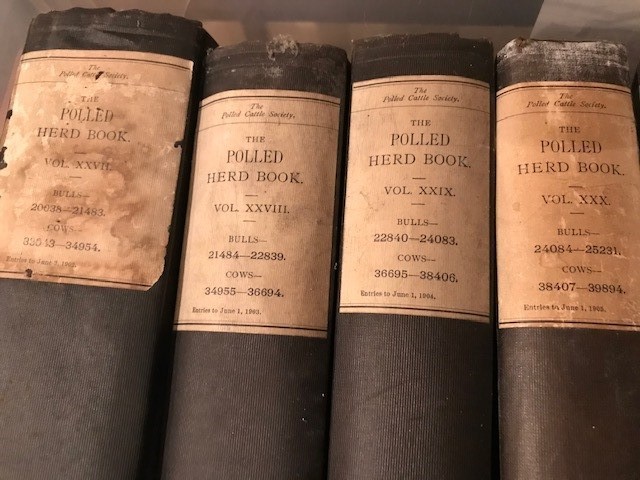 The
Polled Cattle Society.
THE
POLLED
HERD BOOK.
VOL. XXVII.
BULLS—
20038—21483.
COWS—
34954.
Entries to June
The
Polled Cattle Society.
THE
POLLED
HERD BOOK.
VOL. XXVIII.
BULLS—
21484—22839.
COWS—
34955—36694.
Entries to June 1, 1903.
The
Polled Cattle Society.
THE
POLLED
HERD BOOK.
VOL. XXIX.
BULLS—
22840—24083.
COWS—
36695—38406.
Entries to June 1, 1904.
The
Polled Cattle Society.
THE
POLLED
HERD BOOK.
VOL. XXX.
BULLS—
24084—25231.
COWS—
38407—39894.
Entries to June 1, 1905.